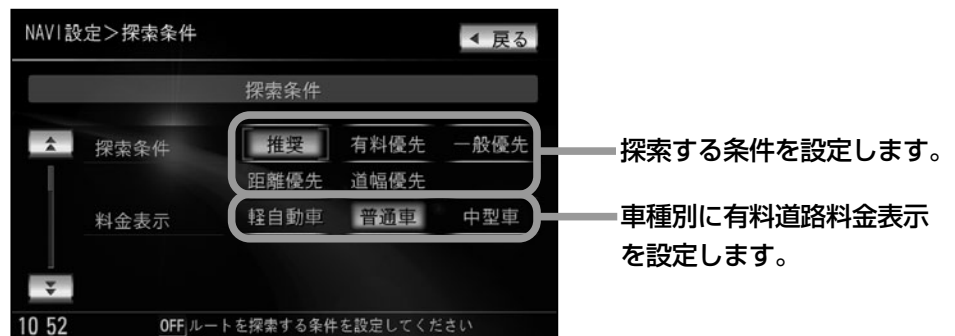 NAVI設定＞探索条件
◀ 戻る
探索条件
探索条件 推奨 有料優先 一般優先
距離優先 道幅優先
料金表示 軽自動車 普通車 中型車
10 52 OFF ルートを探索する条件を設定してください
探索する条件を設定します。
車種別に有料道路料金表示
を設定します。